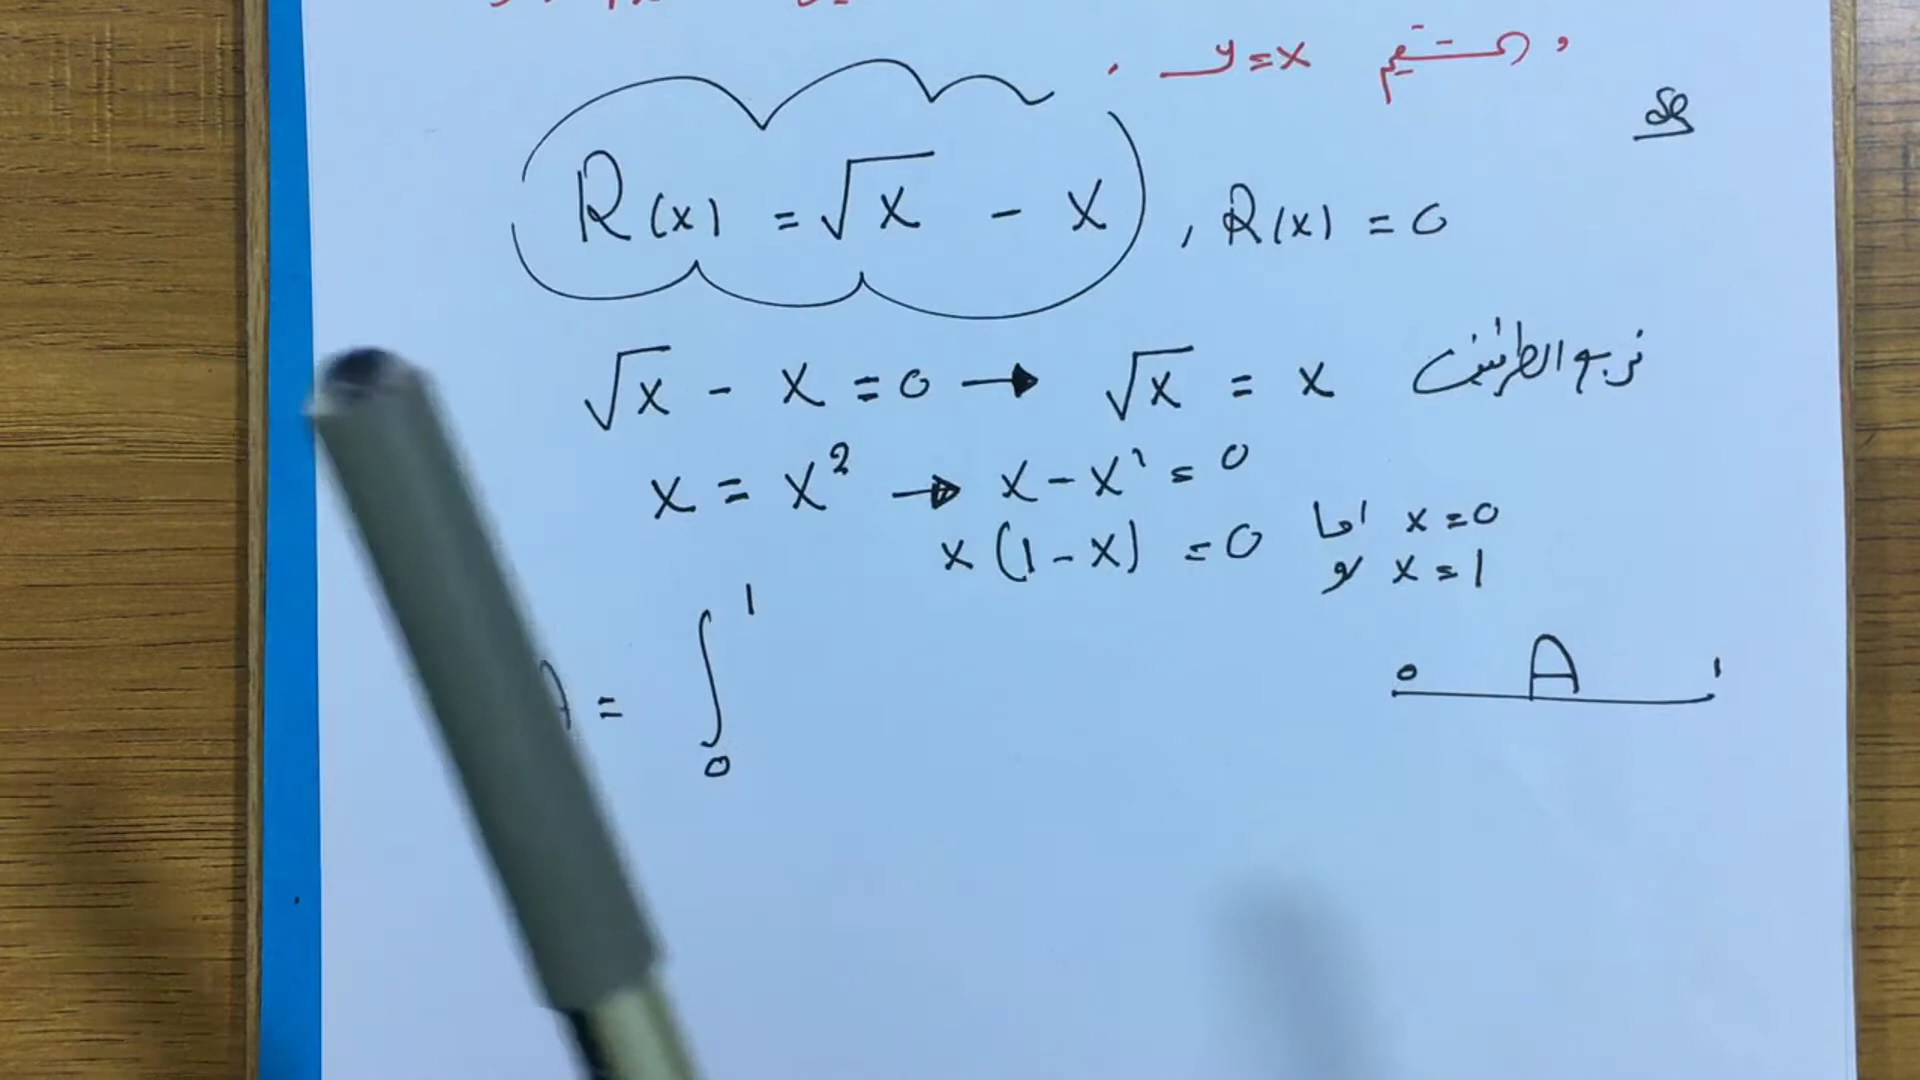 والمستقيم y=x .
R(x) = √x - x , R(x) = 0
√x - x = 0 → √x = x نربع الطرفين
x = x² → x - x² = 0
x(1-x) = 0 اما x=0
او x=1
A = ∫₀¹
0 A 1